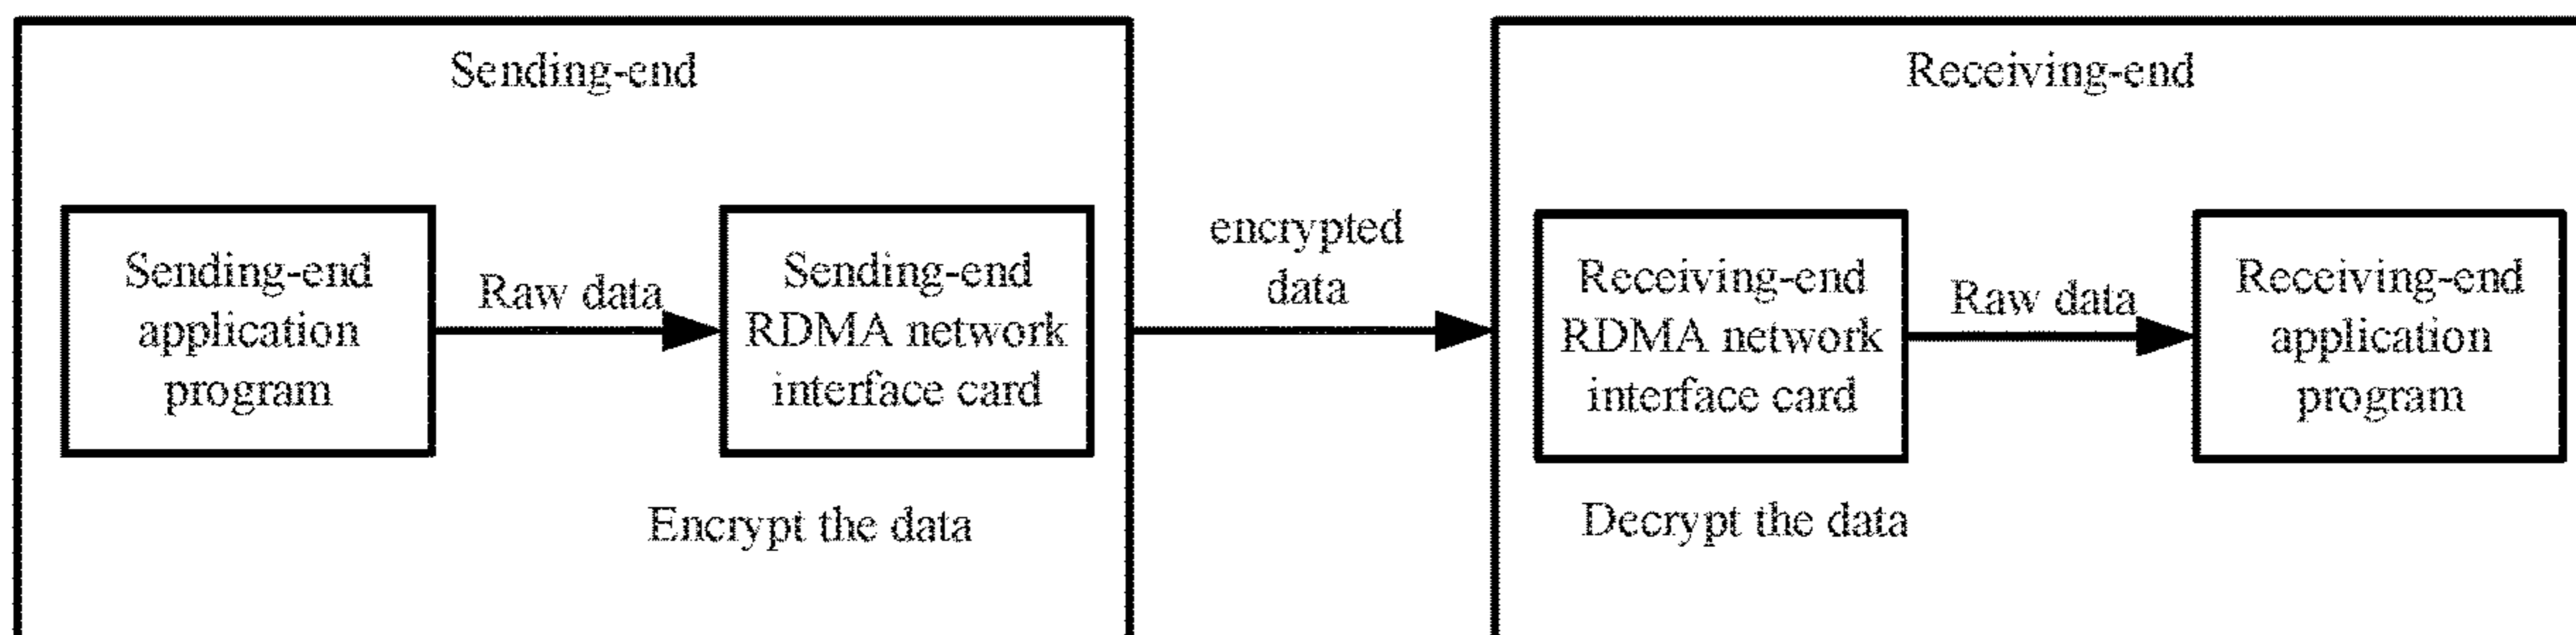 Sending-end
Sending-end
application
program
Raw data
Sending-end
RDMA network
interface card
Encrypt the data
encrypted
data
Receiving-end
Receiving-end
RDMA network
interface card
Decrypt the data
Raw data
Receiving-end
application
program